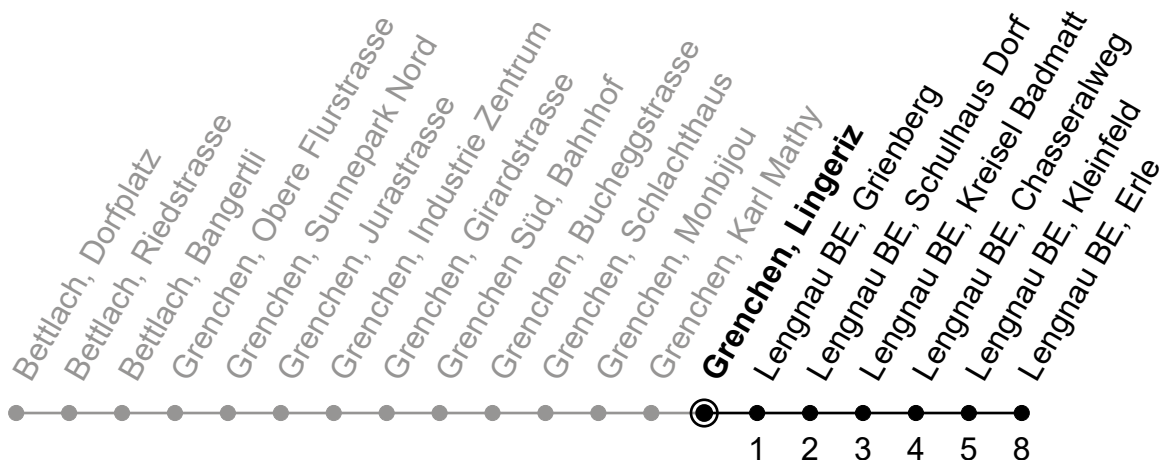 Bettlach, Dorfplatz
Bettlach, Riedstrasse
Bettlach, Bangertli
Grenchen, Obere Flurstrasse
Grenchen, Sunnepark Nord
Grenchen, Jurastrasse
Grenchen, Industrie Zentrum
Grenchen, Girardstrasse
Grenchen Süd, Bahnhof
Grenchen, Bucheggstrasse
Grenchen, Schlachthaus
Grenchen, Monbijou
Grenchen, Karl Mathy
Grenchen, Lingeriz
Lengnau BE, Grienberg
Lengnau BE, Schulhaus Dorf
Lengnau BE, Kreisel Badmatt
Lengnau BE, Chasseralweg
Lengnau BE, Kleinfeld
Lengnau BE, Erle
1 2 3 4 5 8